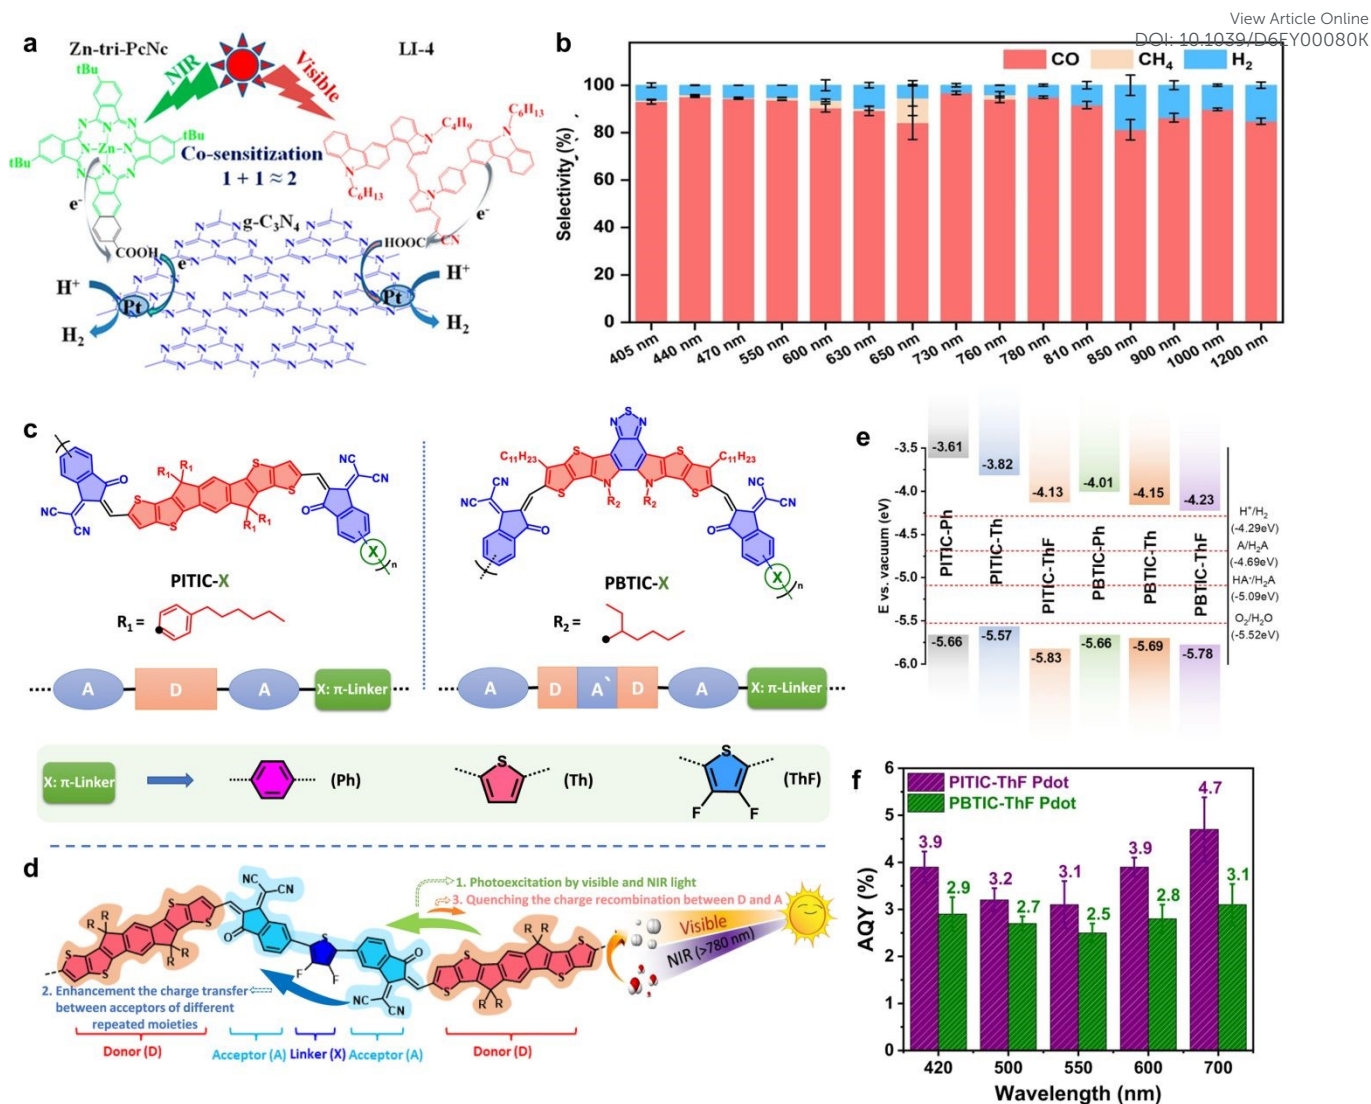 View Article Online
DOI: 10.1039/D6EY00080K
a
Zn-tri-PcNc
LI-4
NIR
Visible
tBu
tBu
tBu
N
N
N
N-Zn-N
N
N
N
C4H9
C6H13
C6H13
N
N
N
N
Co-sensitization
1 + 1 ≈ 2
e-
e-
g-C3N4
COOH
HOOC
CN
e
H+
H+
Pt
Pt
H2
H2
b
CO
CH4
H2
Selectivity (%)
100
80
60
40
20
0
405 nm
440 nm
470 nm
550 nm
600 nm
630 nm
650 nm
730 nm
760 nm
780 nm
810 nm
850 nm
900 nm
1000 nm
1200 nm
c
NC
CN
O
S
S
R1
R1
R1
R1
S
S
NC
CN
O
X
n
PITIC-X
R1 =
N
S
N
C11H23
C11H23
S
S
S
S
N
N
R2
R2
NC
CN
O
NC
CN
O
X
n
PBTIC-X
R2 =
A
D
A
X: π-Linker
A
D
A`
D
A
X: π-Linker
X: π-Linker
(Ph)
S
(Th)
S
F
F
(ThF)
d
1. Photoexcitation by visible and NIR light
3. Quenching the charge recombination between D and A
2. Enhancement the charge transfer
between acceptors of different
repeated moieties
NC
CN
O
S
F
F
O
NC
CN
S
S
S
S
R
R
R
R
R
R
R
R
Visible
NIR (>780 nm)
Donor (D)
Acceptor (A)
Linker (X)
Acceptor (A)
Donor (D)
e
E vs. vacuum (eV)
-3.5
-4.0
-4.5
-5.0
-5.5
-6.0
-3.61
-3.82
-4.13
-4.01
-4.15
-4.23
PITIC-Ph
PITIC-Th
PITIC-ThF
PBTIC-Ph
PBTIC-Th
PBTIC-ThF
-5.66
-5.57
-5.83
-5.66
-5.69
-5.78
H+/H2
(-4.29eV)
A/H2A
(-4.69eV)
HA•/H2A
(-5.09eV)
O2/H2O
(-5.52eV)
f
PITIC-ThF Pdot
PBTIC-ThF Pdot
AQY (%)
6
5
4
3
2
1
0
3.9
2.9
3.2
2.7
3.1
2.5
3.9
2.8
4.7
3.1
420
500
550
600
700
Wavelength (nm)